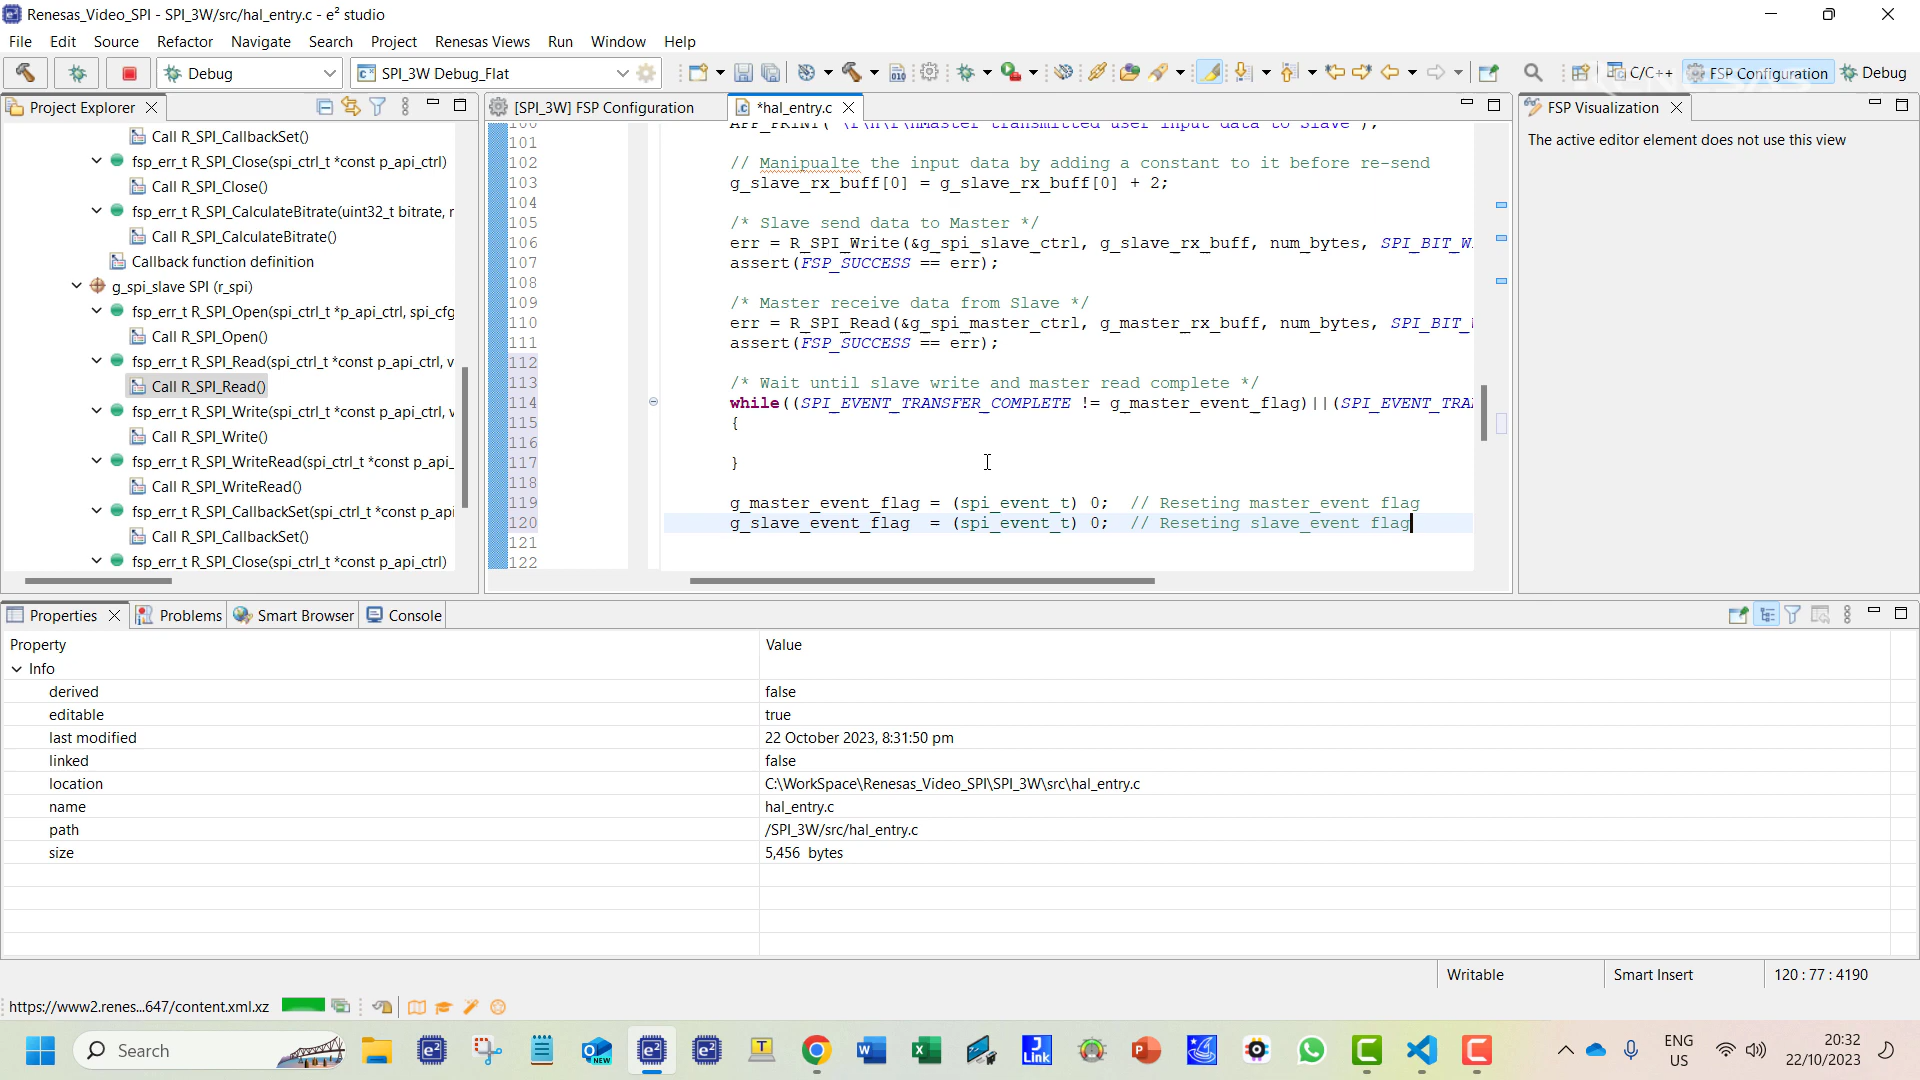 Renesas_Video_SPI - SPI_3W/src/hal_entry.c - e² studio
File Edit Source Refactor Navigate Search Project Renesas Views Run Window Help
Debug
SPI_3W Debug_Flat
C/C++
FSP Configuration
Debug
Project Explorer
Call R_SPI_CallbackSet()
fsp_err_t R_SPI_Close(spi_ctrl_t *const p_api_ctrl)
Call R_SPI_Close()
fsp_err_t R_SPI_CalculateBitrate(uint32_t bitrate, r
Call R_SPI_CalculateBitrate()
Callback function definition
g_spi_slave SPI (r_spi)
fsp_err_t R_SPI_Open(spi_ctrl_t *p_api_ctrl, spi_cfg
Call R_SPI_Open()
fsp_err_t R_SPI_Read(spi_ctrl_t *const p_api_ctrl, v
Call R_SPI_Read()
fsp_err_t R_SPI_Write(spi_ctrl_t *const p_api_ctrl, v
Call R_SPI_Write()
fsp_err_t R_SPI_WriteRead(spi_ctrl_t *const p_api_
Call R_SPI_WriteRead()
fsp_err_t R_SPI_CallbackSet(spi_ctrl_t *const p_api
Call R_SPI_CallbackSet()
fsp_err_t R_SPI_Close(spi_ctrl_t *const p_api_ctrl)
[SPI_3W] FSP Configuration
*hal_entry.c
100 APP_PRINT("\r\n\r\nMaster transmitted user input data to Slave");
101
102 // Manipualte the input data by adding a constant to it before re-send
103 g_slave_rx_buff[0] = g_slave_rx_buff[0] + 2;
104
105 /* Slave send data to Master */
106 err = R_SPI_Write(&g_spi_slave_ctrl, g_slave_rx_buff, num_bytes, SPI_BIT_W
107 assert(FSP_SUCCESS == err);
108
109 /* Master receive data from Slave */
110 err = R_SPI_Read(&g_spi_master_ctrl, g_master_rx_buff, num_bytes, SPI_BIT_
111 assert(FSP_SUCCESS == err);
112
113 /* Wait until slave write and master read complete */
114 while((SPI_EVENT_TRANSFER_COMPLETE != g_master_event_flag)||(SPI_EVENT_TRA
115 {
116
117 }
118
119 g_master_event_flag = (spi_event_t) 0; // Reseting master_event flag
120 g_slave_event_flag = (spi_event_t) 0; // Reseting slave_event flag
121
122
FSP Visualization
The active editor element does not use this view
Properties Problems Smart Browser Console
Property Value
Info
derived false
editable true
last modified 22 October 2023, 8:31:50 pm
linked false
location C:\WorkSpace\Renesas_Video_SPI\SPI_3W\src\hal_entry.c
name hal_entry.c
path /SPI_3W/src/hal_entry.c
size 5,456 bytes
Writable Smart Insert 120 : 77 : 4190
https://www2.renes...647/content.xml.xz
Search
ENG
US
20:32
22/10/2023